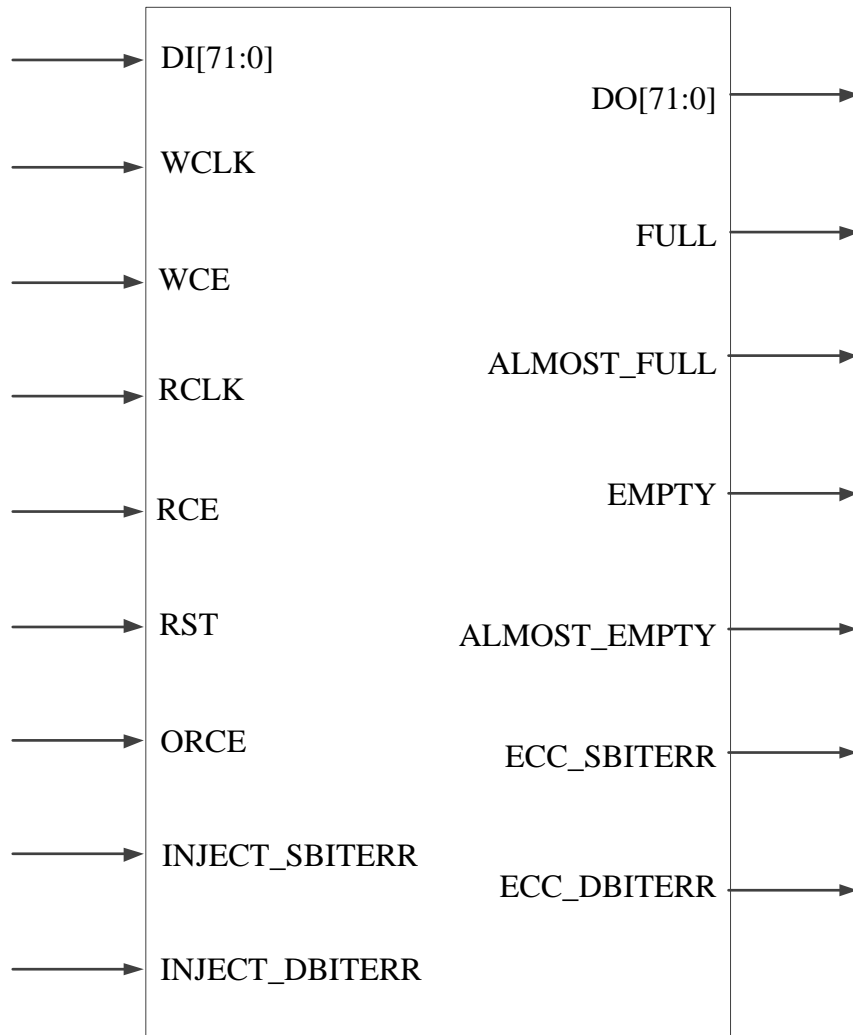 DI[71:0]
WCLK
WCE
RCLK
RCE
RST
ORCE
INJECT_SBITERR
INJECT_DBITERR
DO[71:0]
FULL
ALMOST_FULL
EMPTY
ALMOST_EMPTY
ECC_SBITERR
ECC_DBITERR